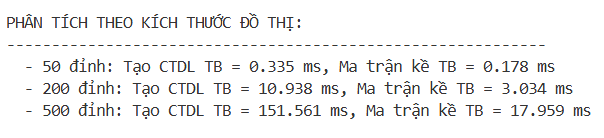 PHÂN TÍCH THEO KÍCH THƯỚC ĐỒ THỊ:
------------------------------------------------------------
- 50 đỉnh: Tạo CTDL TB = 0.335 ms, Ma trận kề TB = 0.178 ms
- 200 đỉnh: Tạo CTDL TB = 10.938 ms, Ma trận kề TB = 3.034 ms
- 500 đỉnh: Tạo CTDL TB = 151.561 ms, Ma trận kề TB = 17.959 ms